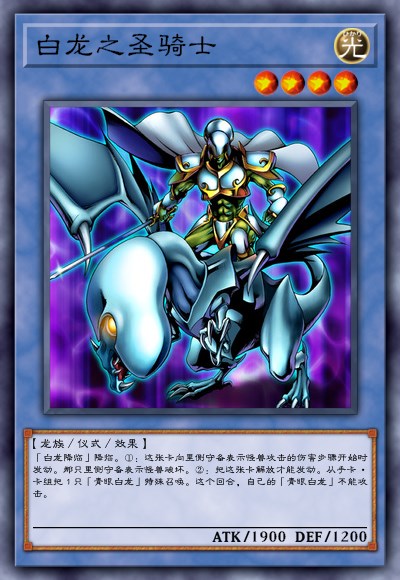 白龙之圣骑士
光
【龙族／仪式／效果】
「白龙降临」降临。①：这张卡向里侧守备表示怪兽攻击的伤害步骤开始时
发动。那只里侧守备表示怪兽破坏。②：把这张卡解放才能发动。从手卡・
卡组把１只「青眼白龙」特殊召唤。这个回合，自己的「青眼白龙」不能攻
击。
ATK/1900 DEF/1200